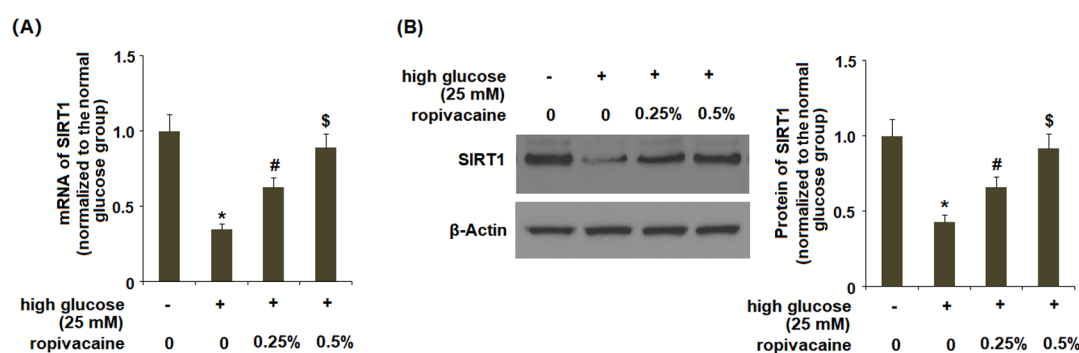 (A)
mRNA of SIRT1
(normalized to the normal
glucose group)
1.5
1.0
0.5
0
*
#
$
high glucose
(25 mM)
- + + +
ropivacaine
0 0 0.25% 0.5%
(B)
high glucose
(25 mM)
- + + +
ropivacaine
0 0 0.25% 0.5%
SIRT1
β-Actin
Protein of SIRT1
(normalized to the normal
glucose group)
1.5
1.0
0.5
0
*
#
$
high glucose
(25 mM)
- + + +
ropivacaine
0 0 0.25% 0.5%